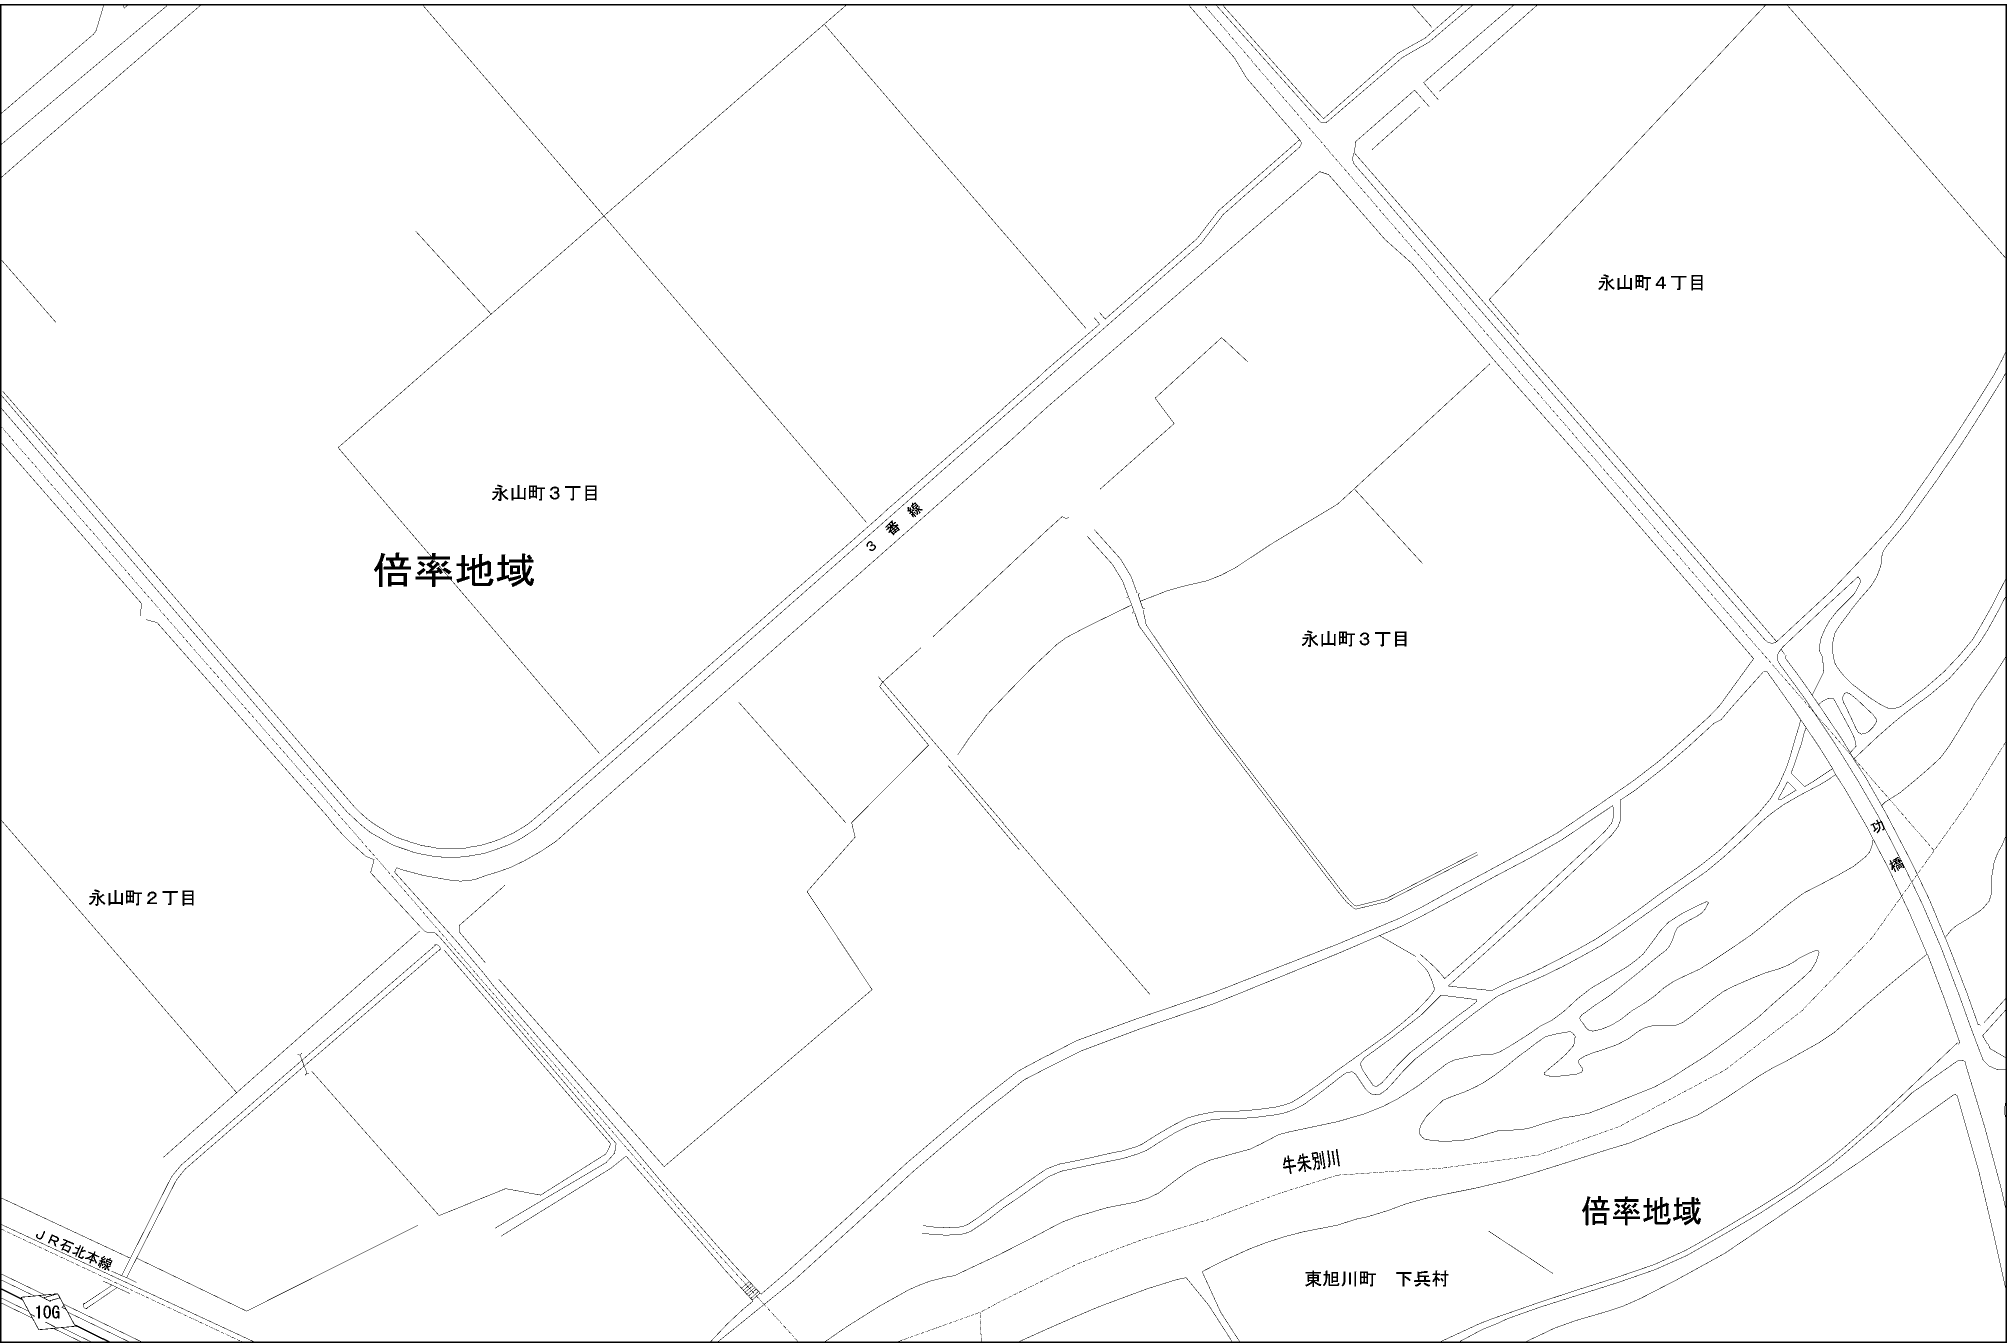 永山町４丁目
永山町３丁目
３番線
倍率地域
永山町３丁目
功橋
永山町２丁目
牛朱別川
倍率地域
ＪＲ石北本線
東旭川町　下兵村
10G